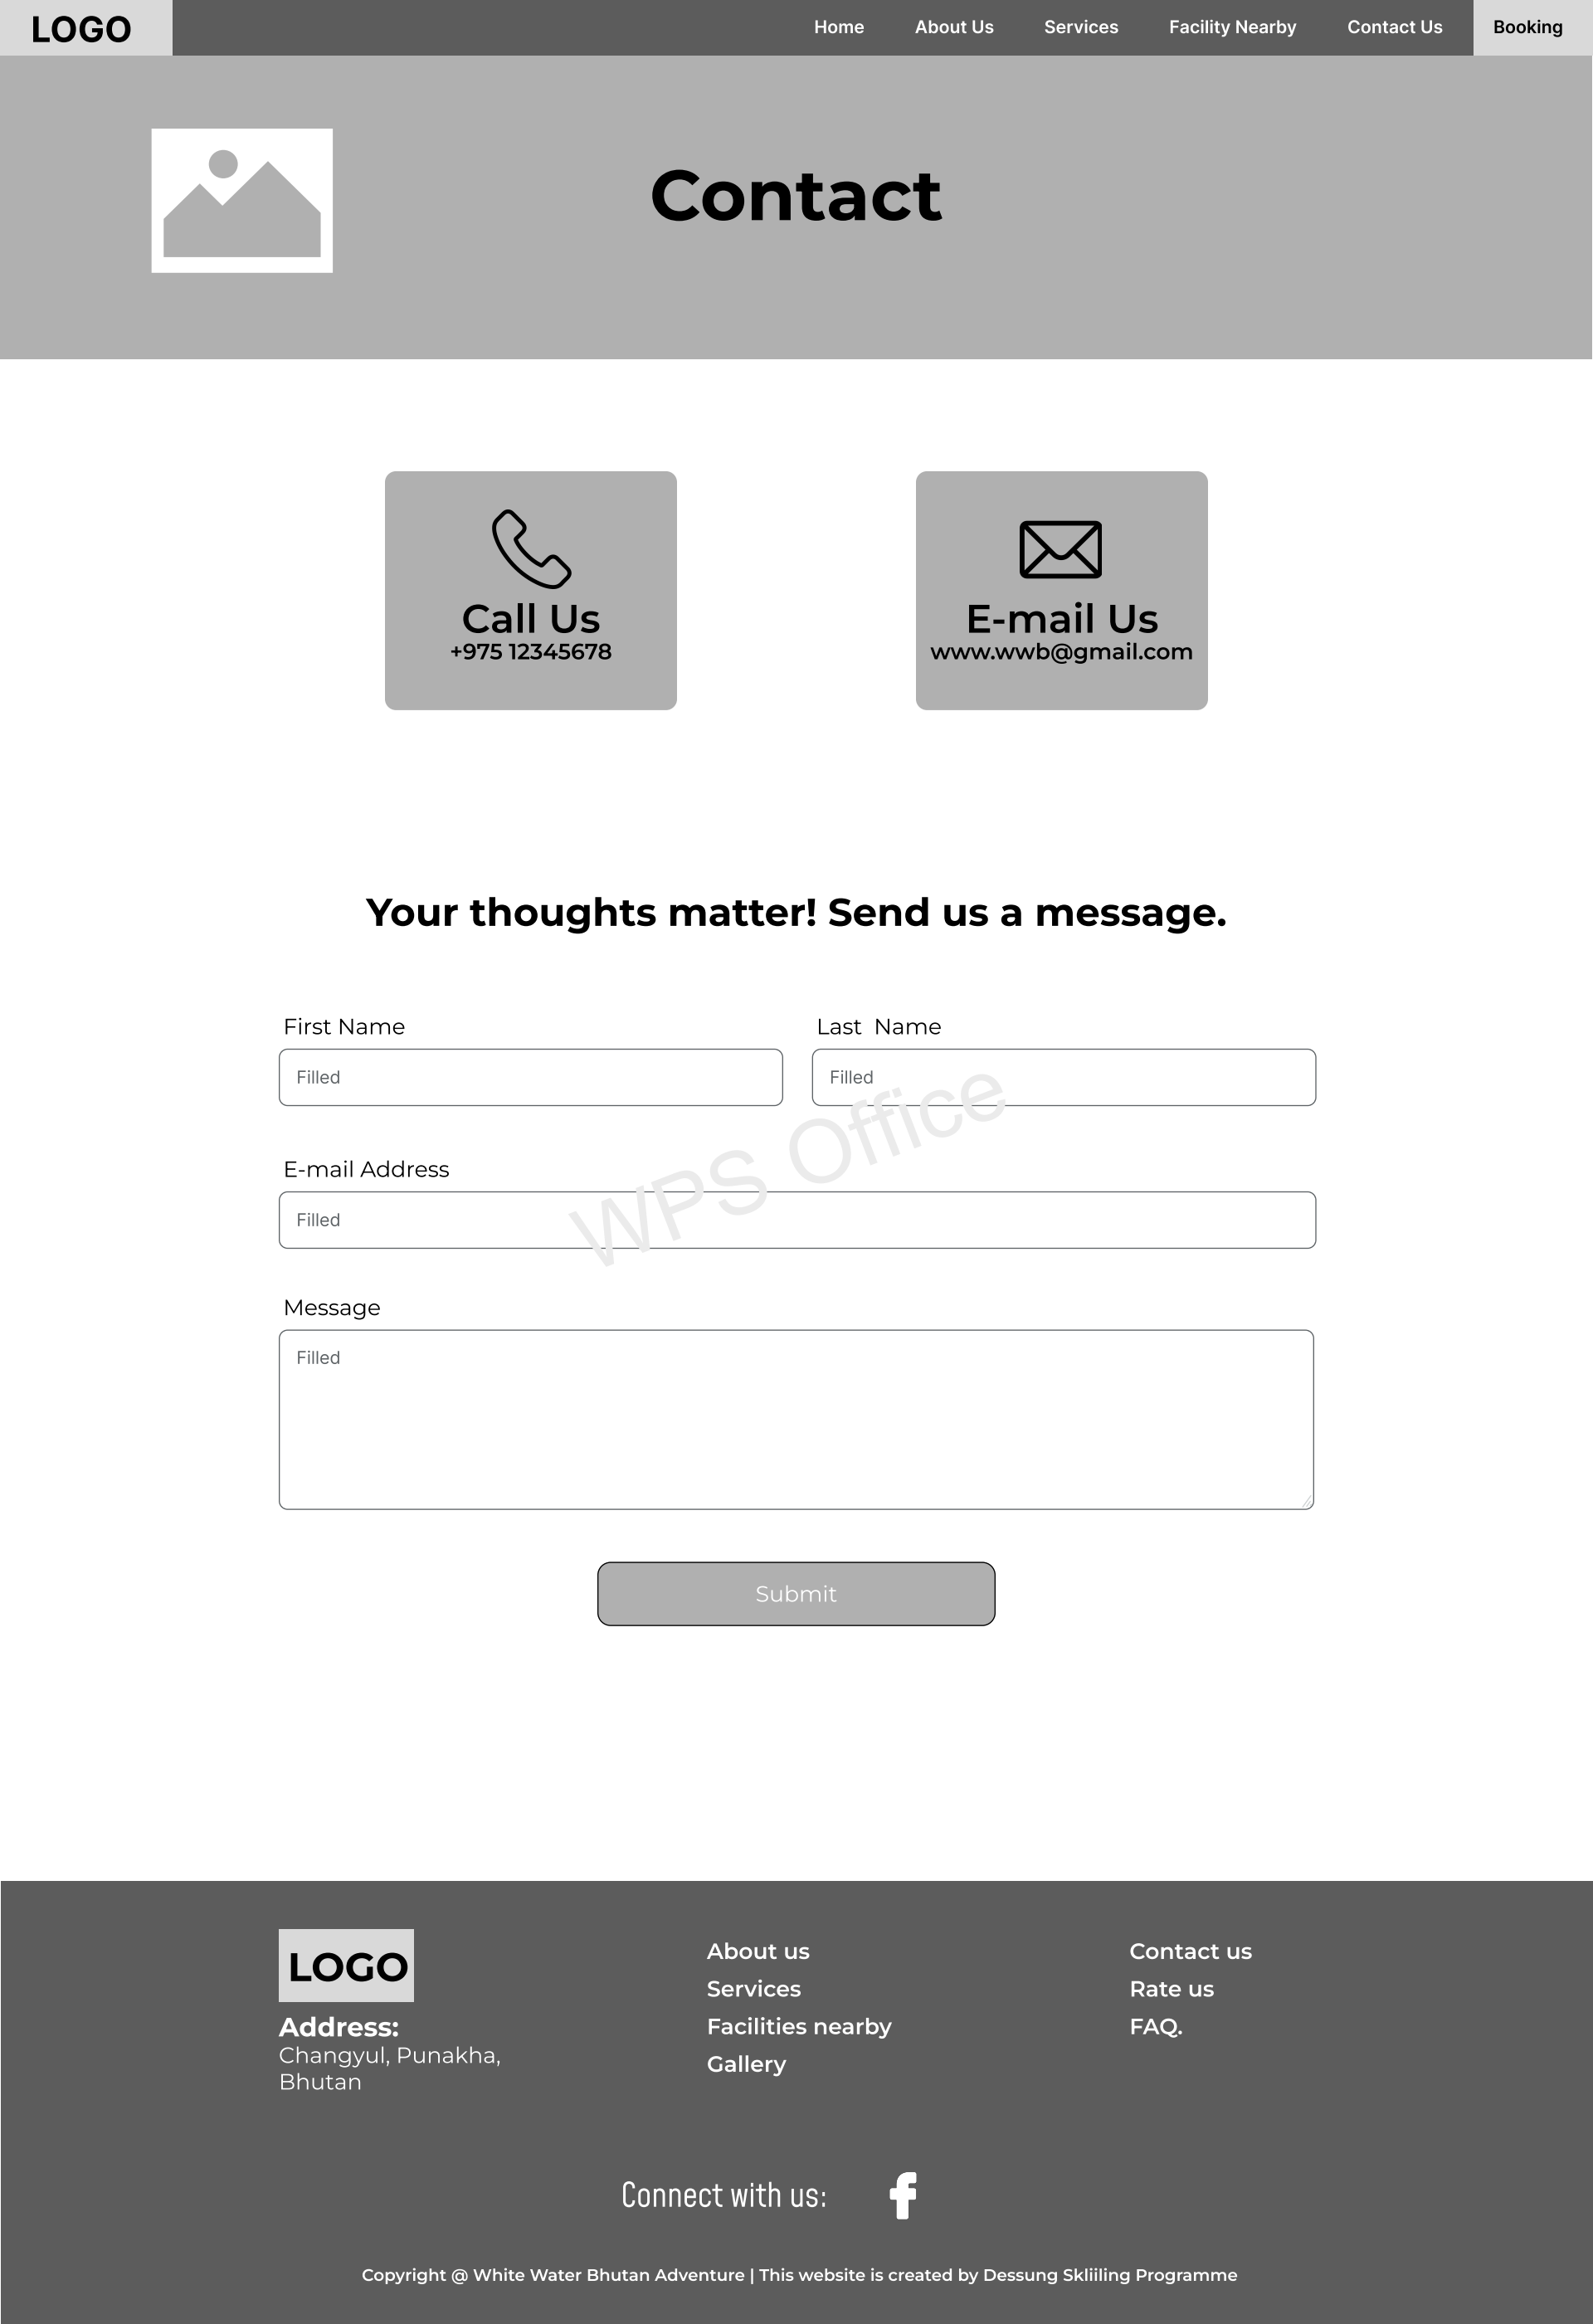 LOGO
Home About Us Services Facility Nearby Contact Us Booking
Contact
Call Us
+975 12345678
E-mail Us
www.wwb@gmail.com
Your thoughts matter! Send us a message.
First Name
Last  Name
Filled
Filled
E-mail Address
Filled
Message
Filled
WPS Office
Submit
LOGO
Address:
Changyul, Punakha,
Bhutan
About us
Services
Facilities nearby
Gallery
Contact us
Rate us
FAQ.
Connect with us:
Copyright @ White Water Bhutan Adventure | This website is created by Dessung Skliiling Programme